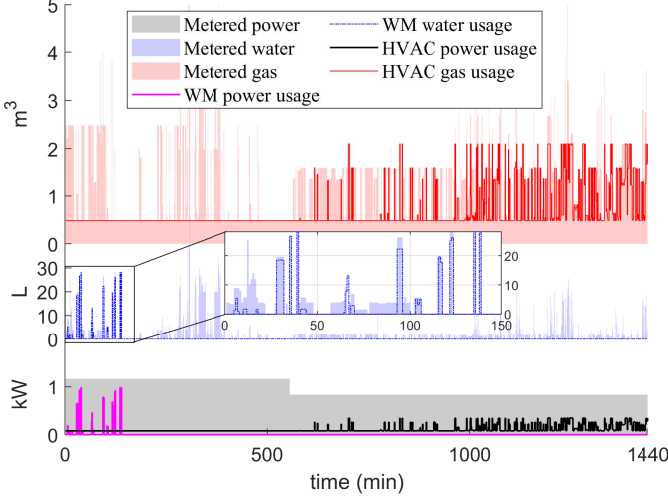 5
4
3
2
1
0
m³
Metered power
Metered water
Metered gas
WM power usage
WM water usage
HVAC power usage
HVAC gas usage
30
20
10
0
L
20
10
0
0 50 100 150
1
0
kW
0 500 1000 1440
time (min)